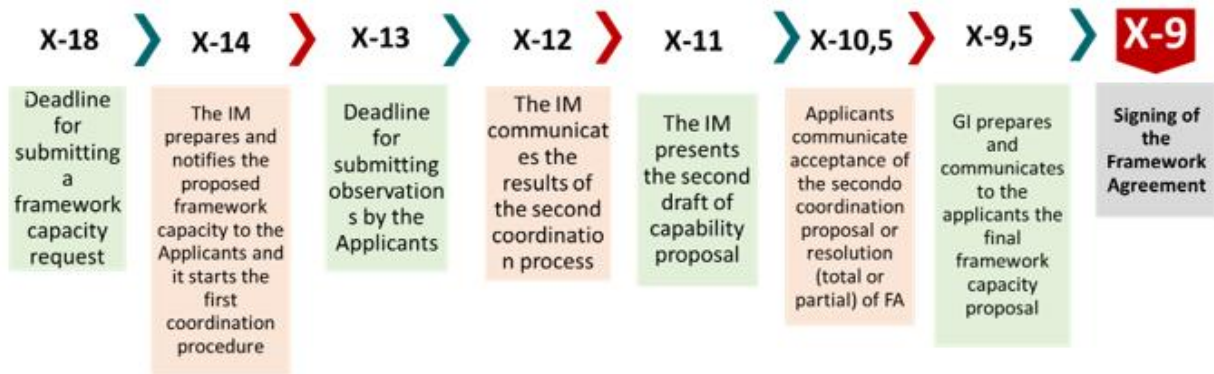 X-18
X-14
X-13
X-12
X-11
X-10,5
X-9,5
X-9
Deadline
for
submitting
a
framework
capacity
request
The IM
prepares and
notifies the
proposed
framework
capacity to the
Applicants and
it starts the
first
coordination
procedure
Deadline
for
submitting
observation
s by the
Applicants
The IM
communicat
es the
results of
the second
coordinatio
n process
The IM
presents
the second
draft of
capability
proposal
Applicants
communicate
acceptance of
the secondo
coordination
proposal or
resolution
(total or
partial) of FA
GI prepares
and
communicates
to the
applicants the
final
framework
capacity
proposal
Signing of
the
Framework
Agreement